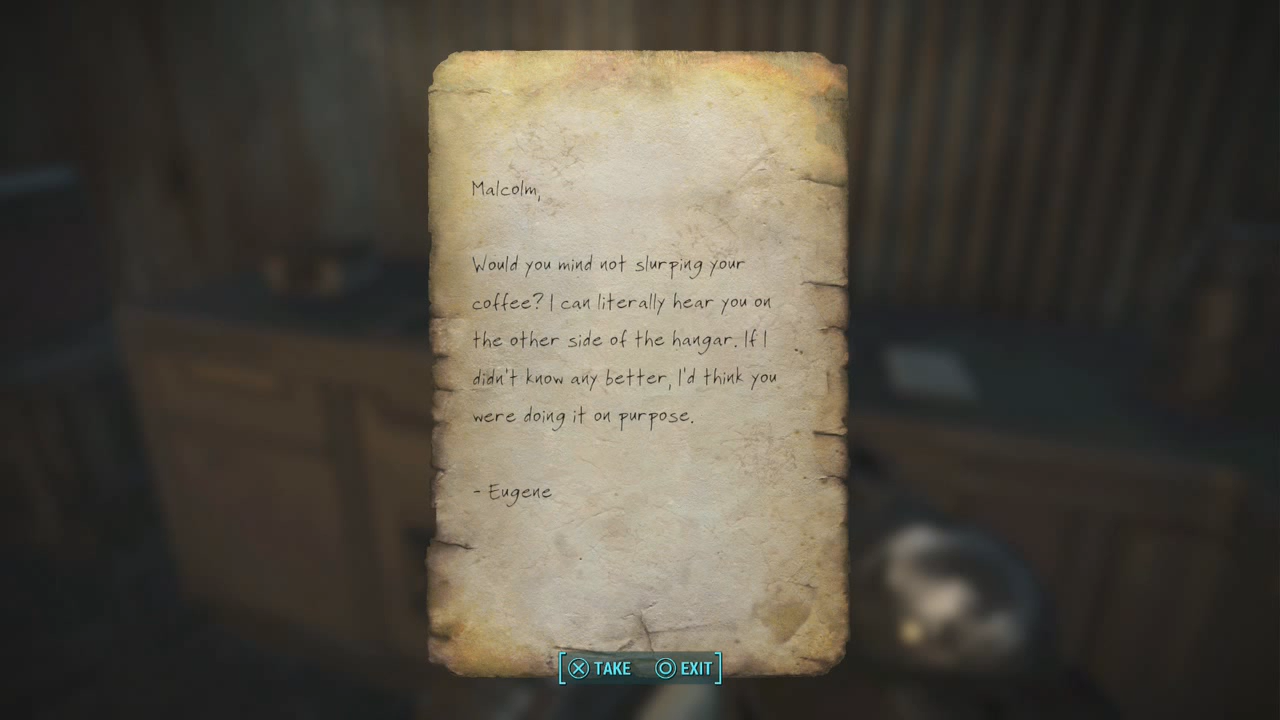 Malcolm,
Would you mind not slurping your
coffee? I can literally hear you on
the other side of the hangar. If I
didn't know any better, I'd think you
were doing it on purpose.
- Eugene
TAKE EXIT